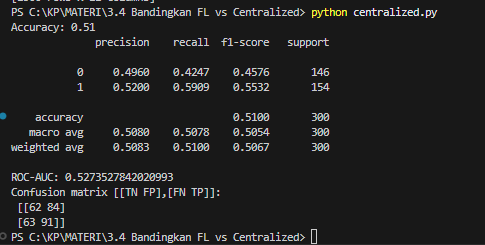 PS C:\KP\MATERI\3.4 Bandingkan FL vs Centralized> python centralized.py
Accuracy: 0.51
precision recall f1-score support
0 0.4960 0.4247 0.4576 146
1 0.5200 0.5909 0.5532 154
accuracy 0.5100 300
macro avg 0.5080 0.5078 0.5054 300
weighted avg 0.5083 0.5100 0.5067 300
ROC-AUC: 0.5273527842020993
Confusion matrix [[TN FP],[FN TP]]:
[[62 84]
[63 91]]
PS C:\KP\MATERI\3.4 Bandingkan FL vs Centralized>